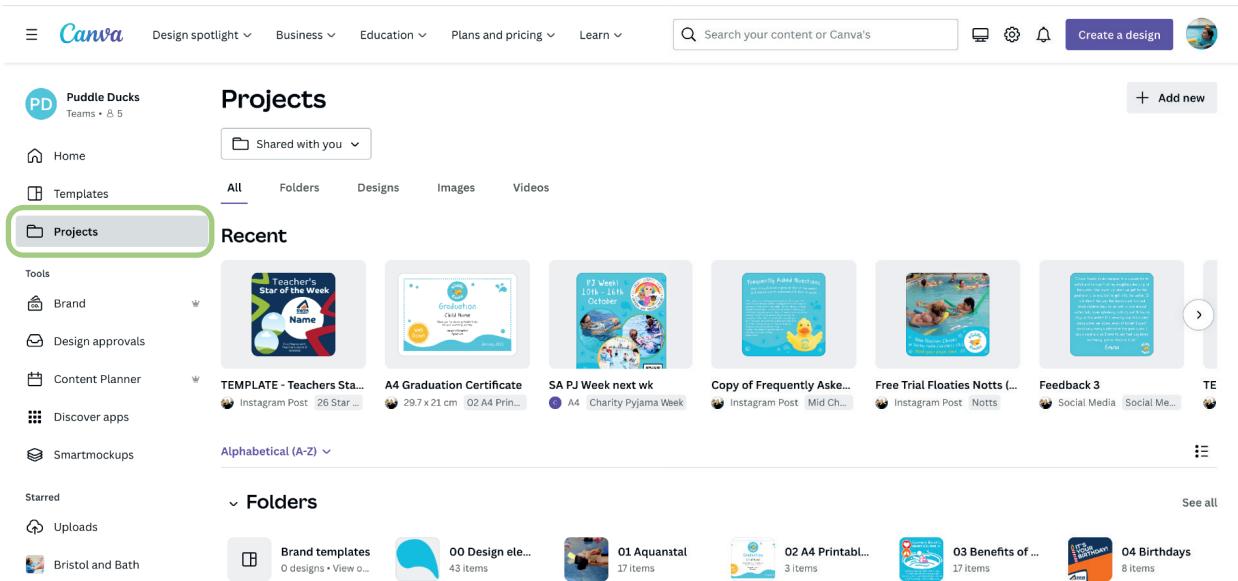 Canva
Design spotlight
Business
Education
Plans and pricing
Learn
Search your content or Canva's
Create a design
PD
Puddle Ducks
Teams • 5
Home
Templates
Projects
Tools
Brand
Design approvals
Content Planner
Discover apps
Smartmockups
Starred
Uploads
Bristol and Bath
Projects
+ Add new
Shared with you
All
Folders
Designs
Images
Videos
Recent
Teacher's
Star of the Week
Name
Graduation
Child Name
PJ Week!
10th - 16th
October
Frequently Asked Questions
TEMPLATE - Teachers Sta...
Instagram Post 26 Star ...
A4 Graduation Certificate
29.7 x 21 cm 02 A4 Prin...
SA PJ Week next wk
C A4 Charity Pyjama Week
Copy of Frequently Aske...
Instagram Post Mid Ch...
Free Trial Floaties Notts (...
Instagram Post Notts
Feedback 3
Social Media Social Me...
TE
Alphabetical (A-Z)
Folders
See all
Brand templates
0 designs • View o...
00 Design ele...
43 items
01 Aquanatal
17 items
02 A4 Printabl...
3 items
03 Benefits of ...
17 items
IT'S
YOUR
BIRTHDAY!
04 Birthdays
8 items